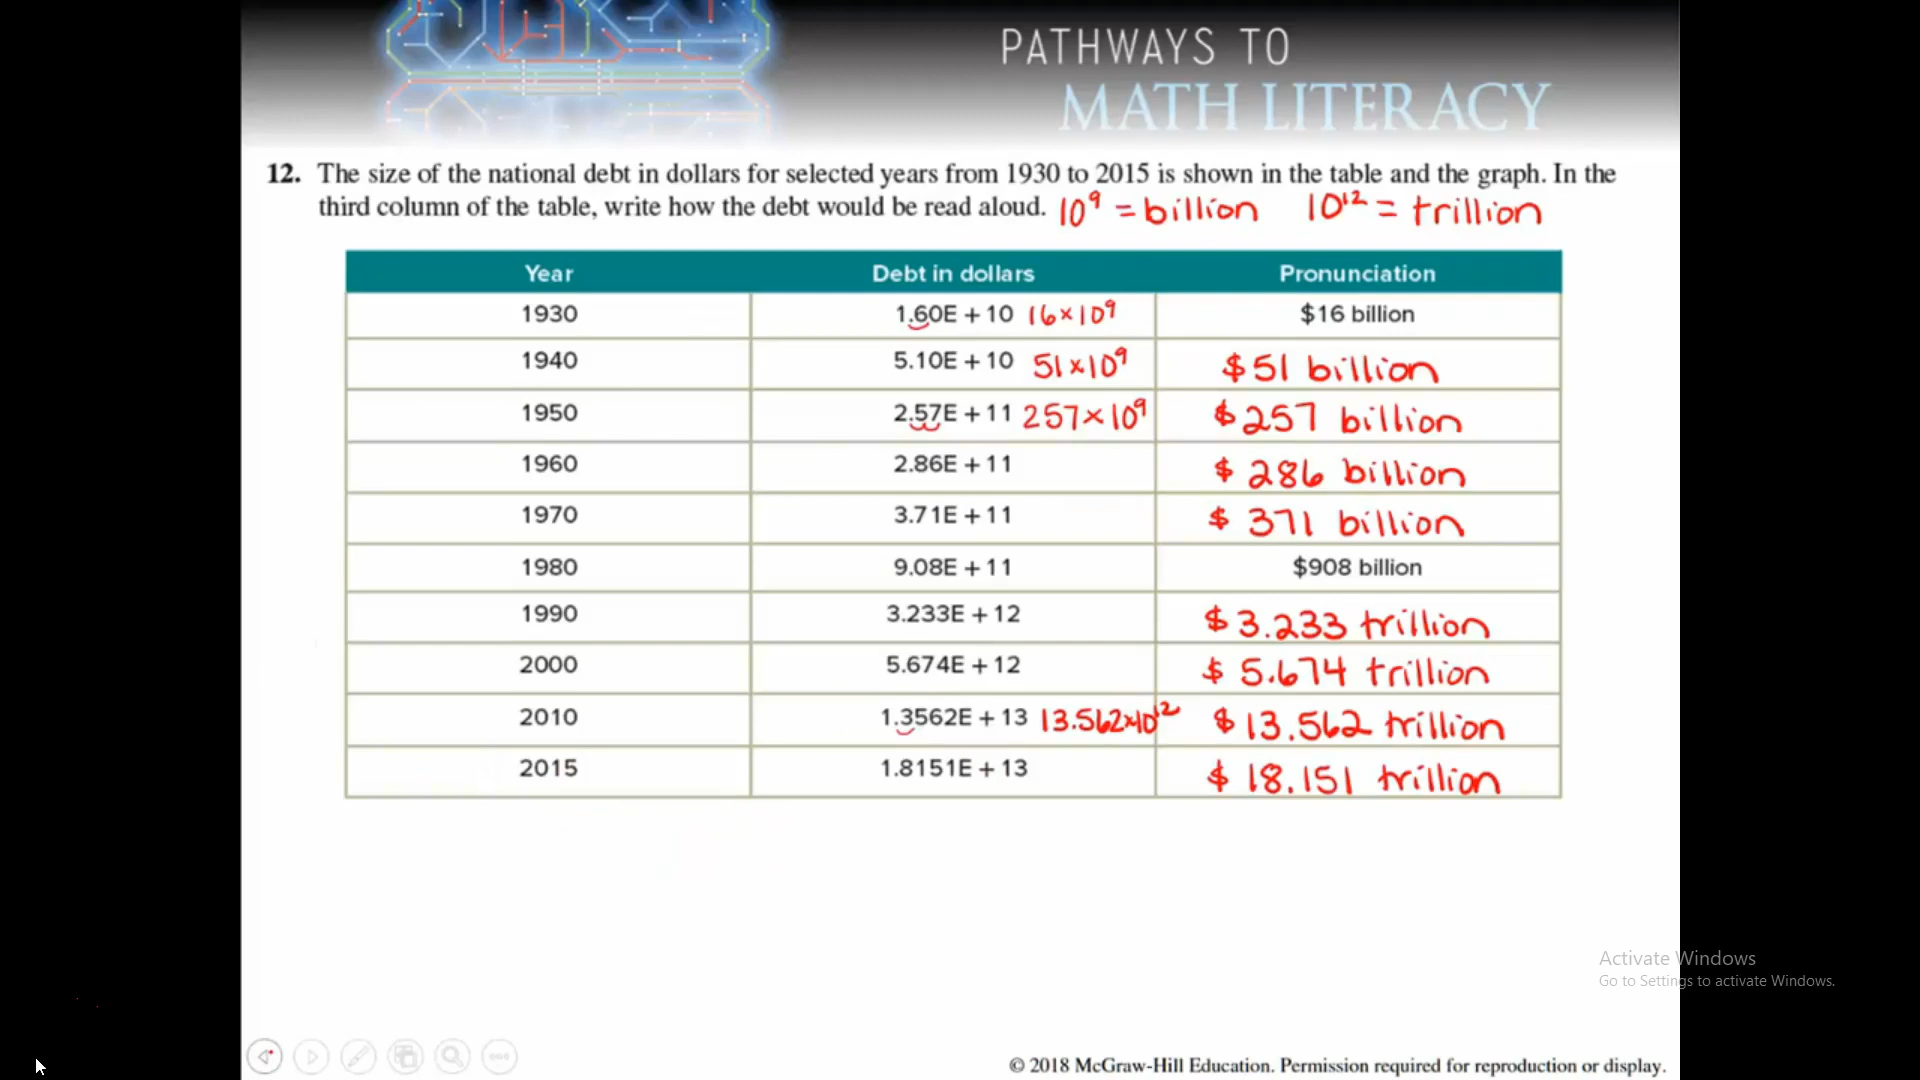 PATHWAYS TO
MATH LITERACY
12. The size of the national debt in dollars for selected years from 1930 to 2015 is shown in the table and the graph. In the
third column of the table, write how the debt would be read aloud. 10⁹ = billion 10¹² = trillion
Year Debt in dollars Pronunciation
1930 1.60E + 10 16×10⁹ $16 billion
1940 5.10E + 10 51×10⁹ $51 billion
1950 2.57E + 11 257×10⁹ $257 billion
1960 2.86E + 11 $ 286 billion
1970 3.71E + 11 $ 371 billion
1980 9.08E + 11 $908 billion
1990 3.233E + 12 $ 3.233 trillion
2000 5.674E + 12 $ 5.674 trillion
2010 1.3562E + 13 13.562×10¹² $ 13.562 trillion
2015 1.8151E + 13 $ 18.151 trillion
Activate Windows
Go to Settings to activate Windows.
© 2018 McGraw-Hill Education. Permission required for reproduction or display.